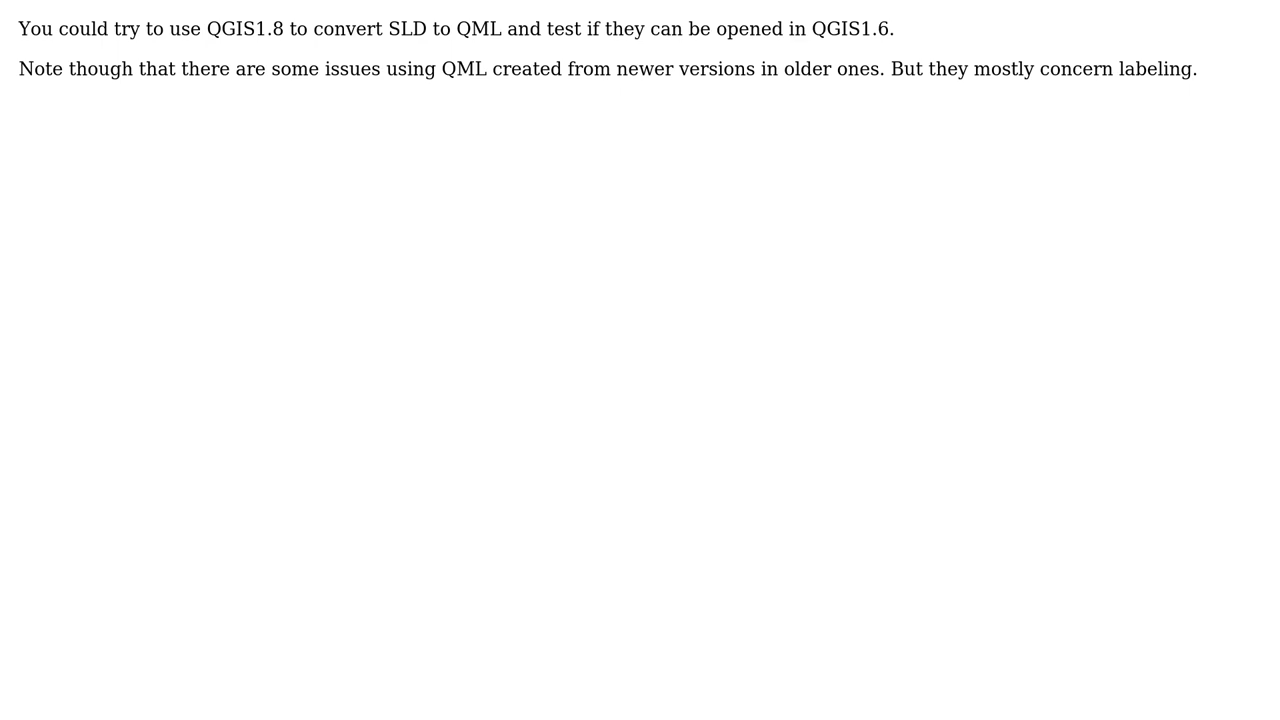 You could try to use QGIS1.8 to convert SLD to QML and test if they can be opened in QGIS1.6.
Note though that there are some issues using QML created from newer versions in older ones. But they mostly concern labeling.